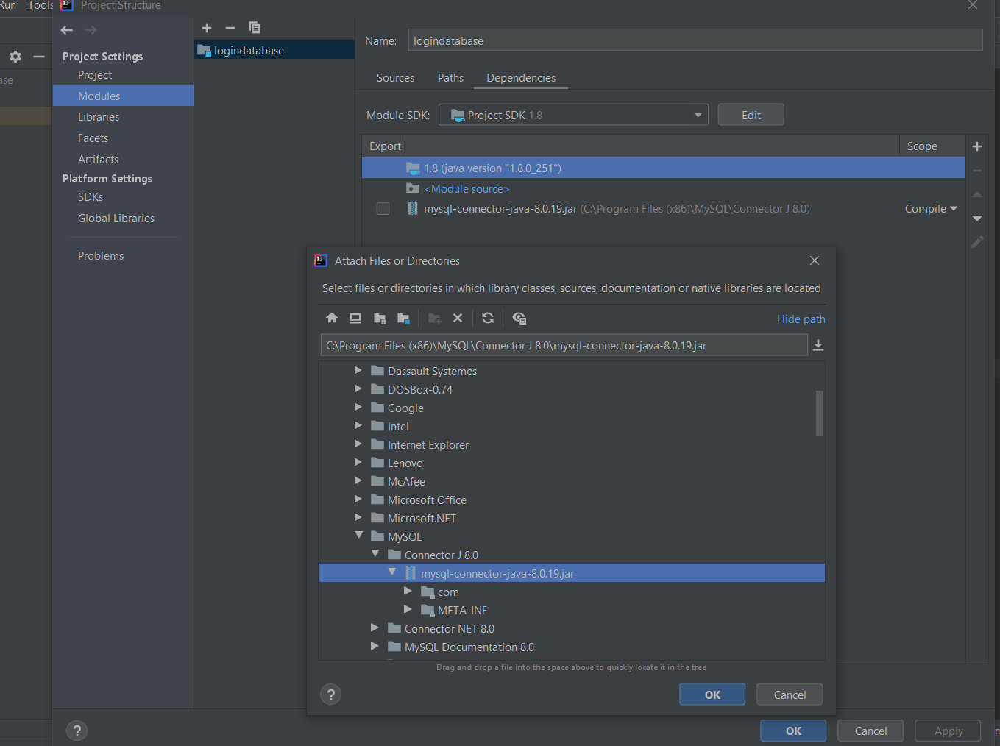 Run Tools
Project Structure
Project Settings
Project
Modules
Libraries
Facets
Artifacts
Platform Settings
SDKs
Global Libraries
Problems
logindatabase
Name: logindatabase
Sources Paths Dependencies
Module SDK: Project SDK 1.8 Edit
Export Scope
1.8 (java version "1.8.0_251")
<Module source>
mysql-connector-java-8.0.19.jar (C:\Program Files (x86)\MySQL\Connector J 8.0) Compile
Attach Files or Directories
Select files or directories in which library classes, sources, documentation or native libraries are located
Hide path
C:\Program Files (x86)\MySQL\Connector J 8.0\mysql-connector-java-8.0.19.jar
Dassault Systemes
DOSBox-0.74
Google
Intel
Internet Explorer
Lenovo
McAfee
Microsoft Office
Microsoft.NET
MySQL
Connector J 8.0
mysql-connector-java-8.0.19.jar
com
META-INF
Connector NET 8.0
MySQL Documentation 8.0
Drag and drop a file into the space above to quickly locate it in the tree
? OK Cancel
? OK Cancel Apply